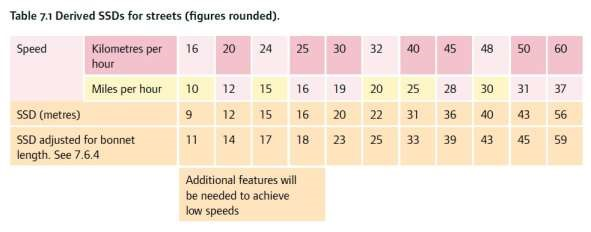 Table 7.1 Derived SSDs for streets (figures rounded).
Speed Kilometres per hour 16 20 24 25 30 32 40 45 48 50 60
Miles per hour 10 12 15 16 19 20 25 28 30 31 37
SSD (metres) 9 12 15 16 20 22 31 36 40 43 56
SSD adjusted for bonnet length. See 7.6.4 11 14 17 18 23 25 33 39 43 45 59
Additional features will
be needed to achieve
low speeds